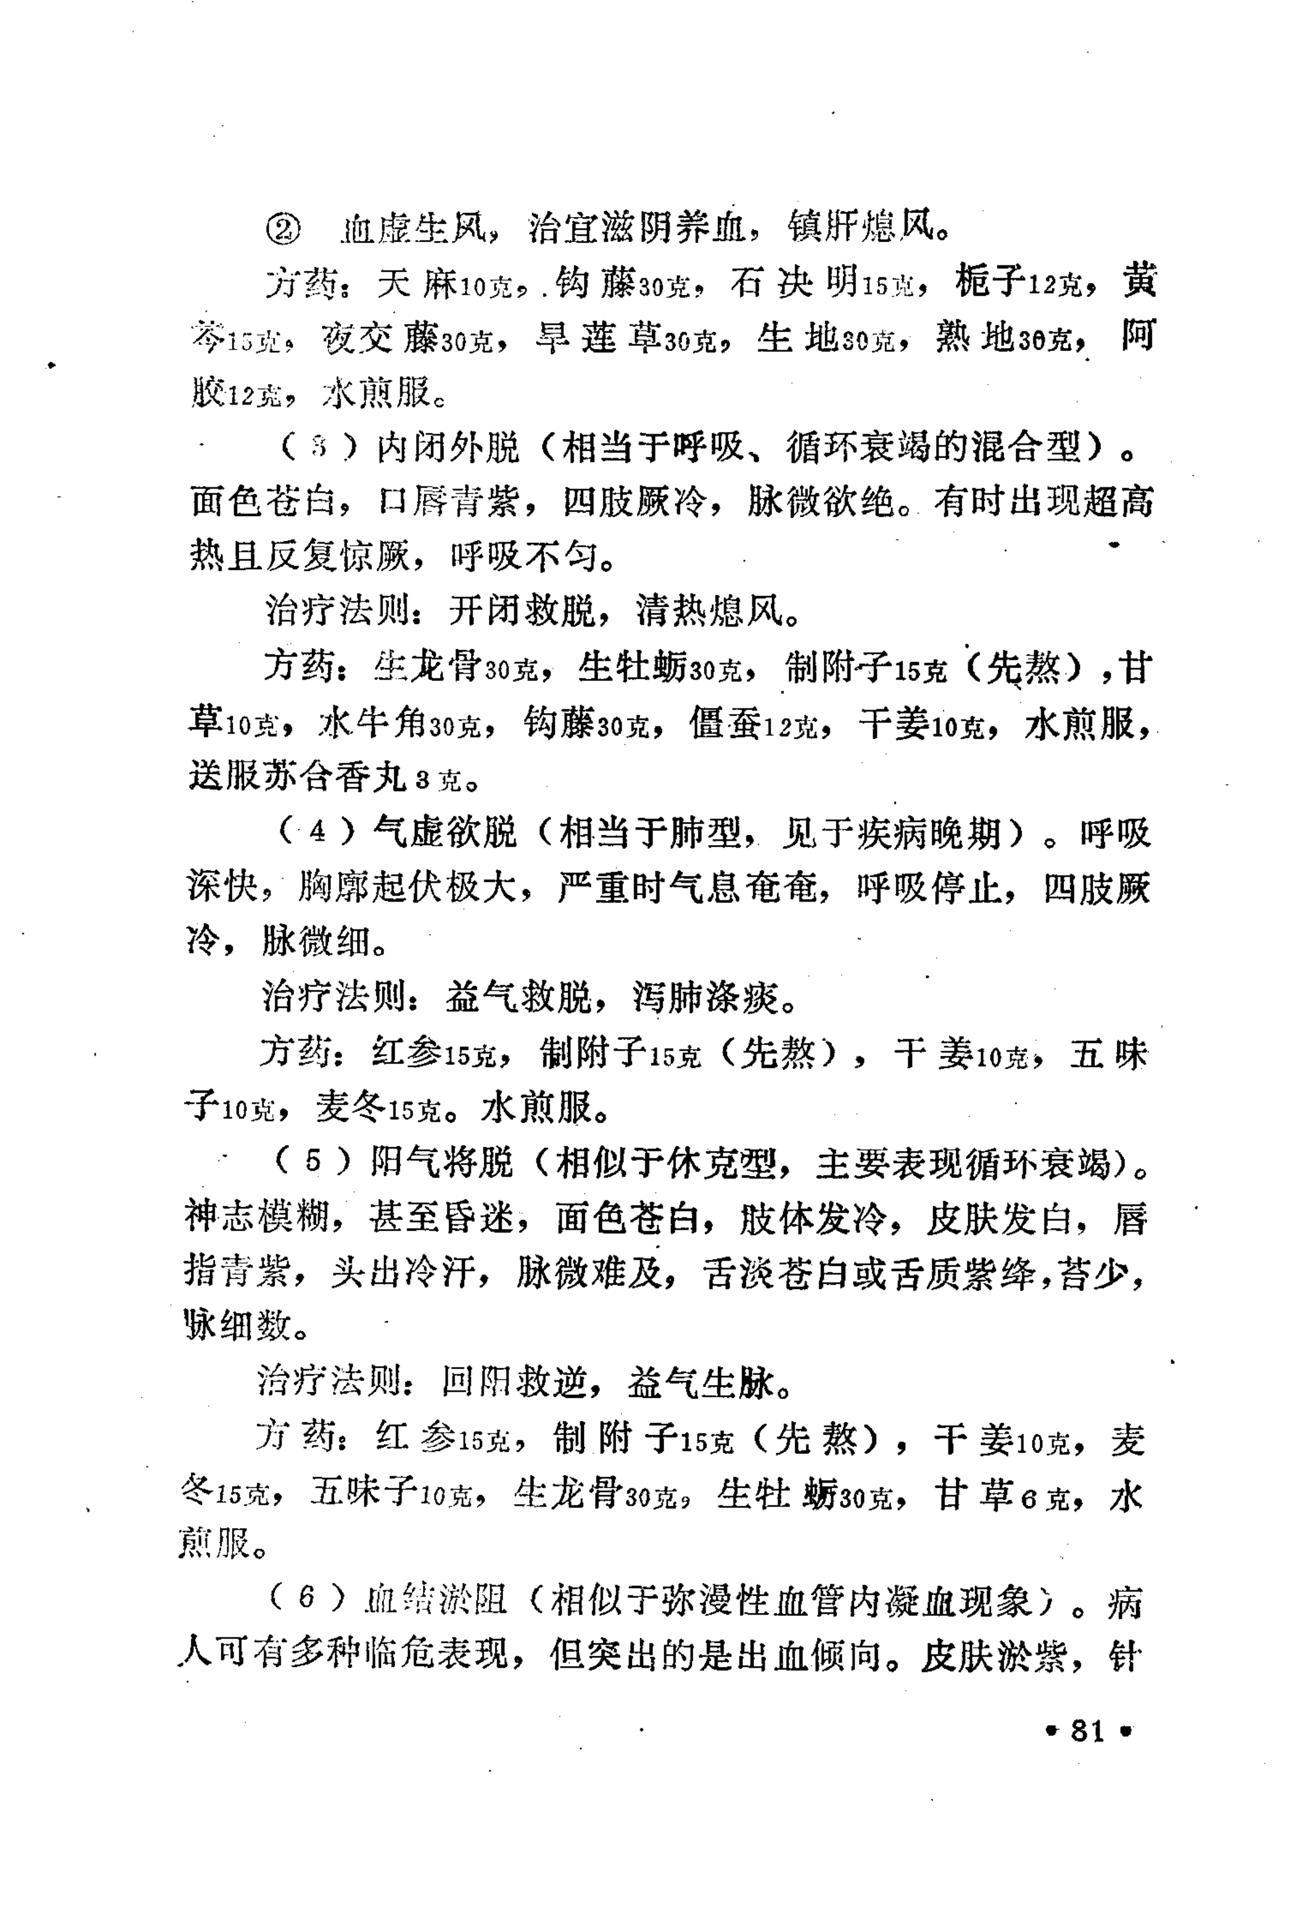 ② 血虚生风，治宜滋阴养血，镇肝熄风。
方药：天麻10克，钩藤30克，石决明15克，栀子12克，黄
芩15克，夜交藤30克，旱莲草30克，生地30克，熟地30克，阿
胶12克，水煎服。
（3）内闭外脱（相当于呼吸、循环衰竭的混合型）。
面色苍白，口唇青紫，四肢厥冷，脉微欲绝。有时出现超高
热且反复惊厥，呼吸不匀。
治疗法则：开闭救脱，清热熄风。
方药：生龙骨30克，生牡蛎30克，制附子15克（先熬），甘
草10克，水牛角30克，钩藤30克，僵蚕12克，干姜10克，水煎服，
送服苏合香丸3克。
（4）气虚欲脱（相当于肺型，见于疾病晚期）。呼吸
深快，胸廓起伏极大，严重时气息奄奄，呼吸停止，四肢厥
冷，脉微细。
治疗法则：益气救脱，泻肺涤痰。
方药：红参15克，制附子15克（先熬），干姜10克，五味
子10克，麦冬15克。水煎服。
（5）阳气将脱（相似于休克型，主要表现循环衰竭）。
神志模糊，甚至昏迷，面色苍白，肢体发冷，皮肤发白，唇
指青紫，头出冷汗，脉微难及，舌淡苍白或舌质紫绛，苔少，
脉细数。
治疗法则：回阳救逆，益气生脉。
方药：红参15克，制附子15克（先熬），干姜10克，麦
冬15克，五味子10克，生龙骨30克，生牡蛎30克，甘草6克，水
煎服。
（6）血结淤阻（相似于弥漫性血管内凝血现象）。病
人可有多种临危表现，但突出的是出血倾向。皮肤淤紫，针
• 81 •